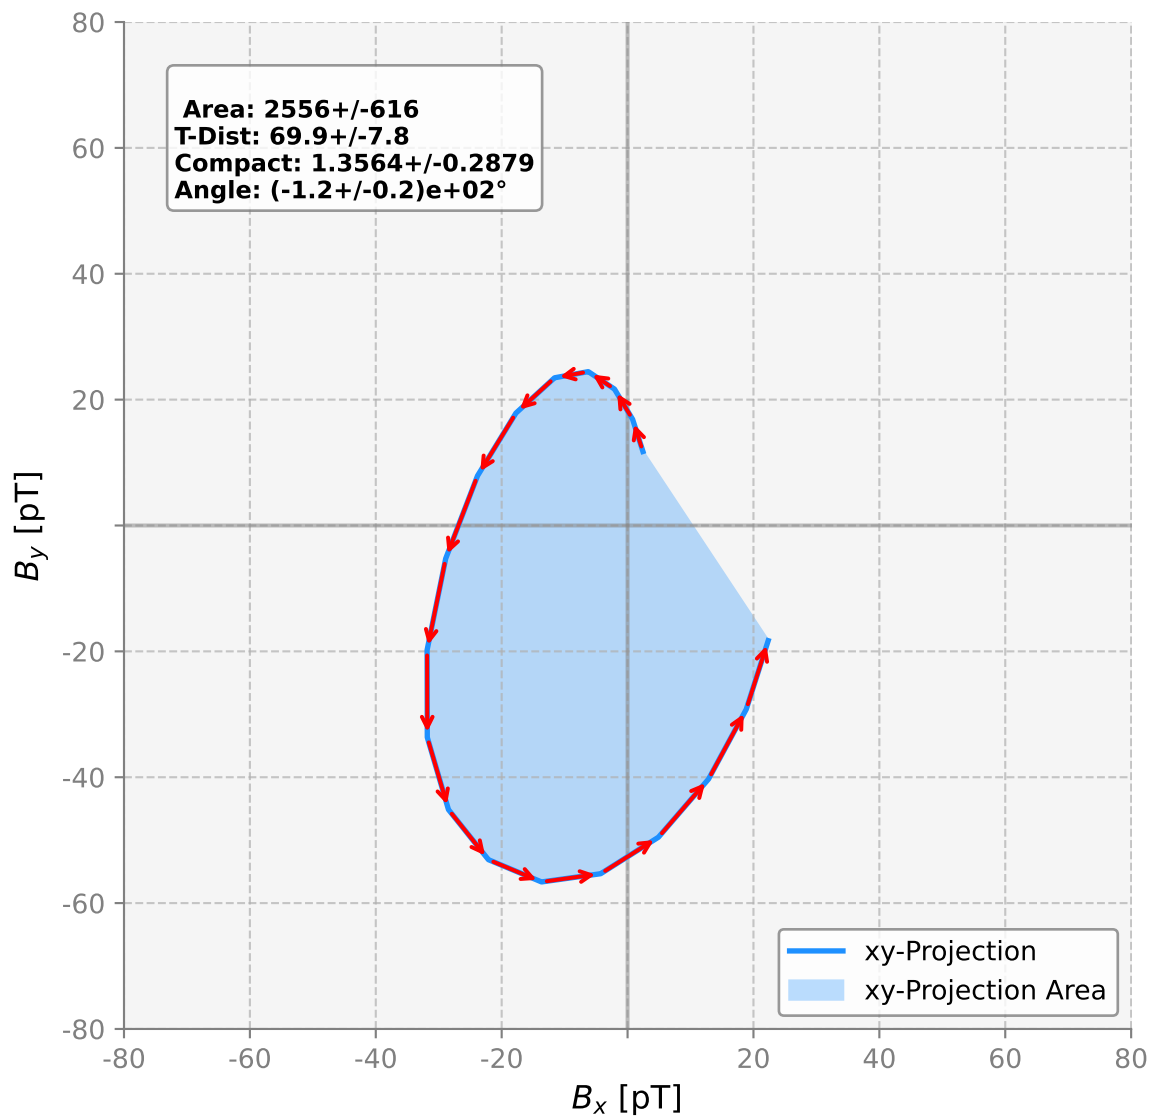 80
60
40
20
-20
-40
-60
-80
B_y [pT]
Area: 2556+/-616
T-Dist: 69.9+/-7.8
Compact: 1.3564+/-0.2879
Angle: (-1.2+/-0.2)e+02°
xy-Projection
xy-Projection Area
-80 -60 -40 -20 20 40 60 80
B_x [pT]